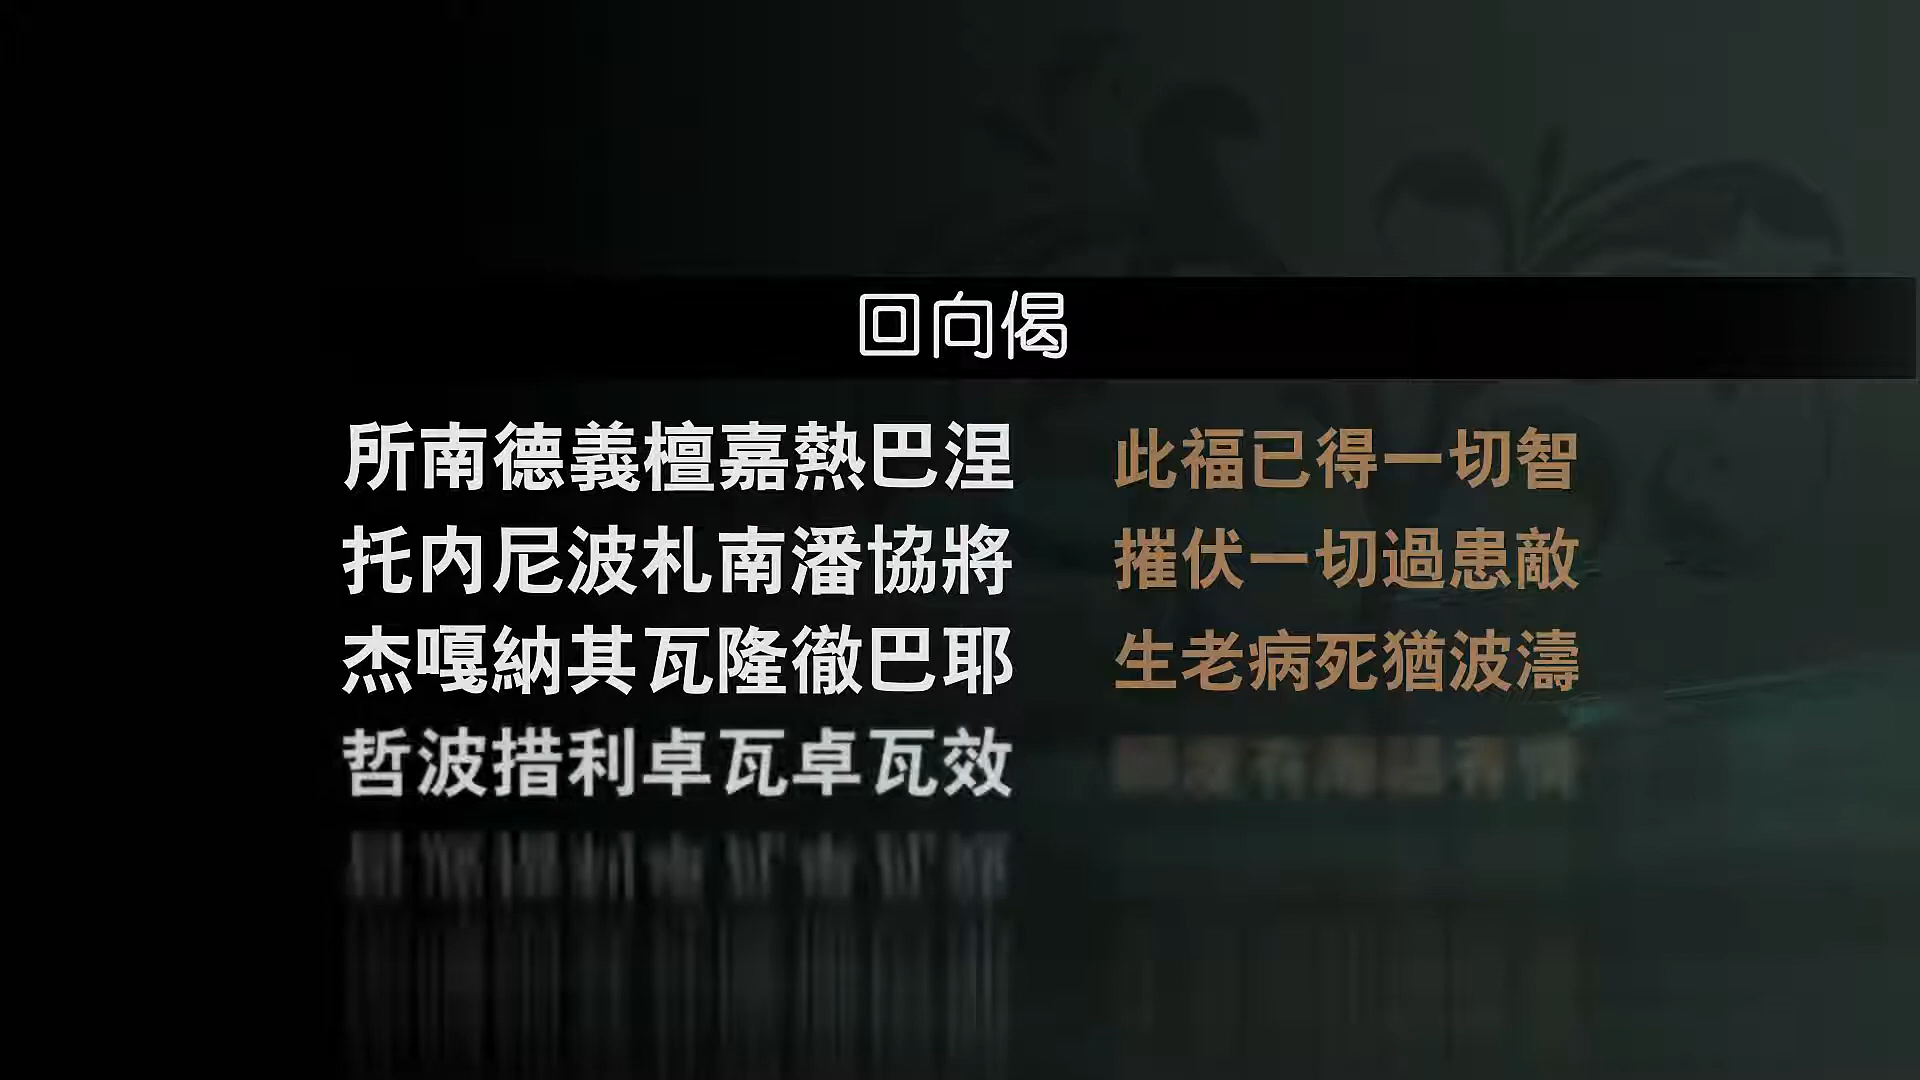 回向偈
所南德義檀嘉熱巴涅
此福已得一切智
托内尼波札南潘協將
摧伏一切過患敵
杰嘎納其瓦隆徹巴耶
生老病死猶波濤
哲波措利卓瓦卓瓦效